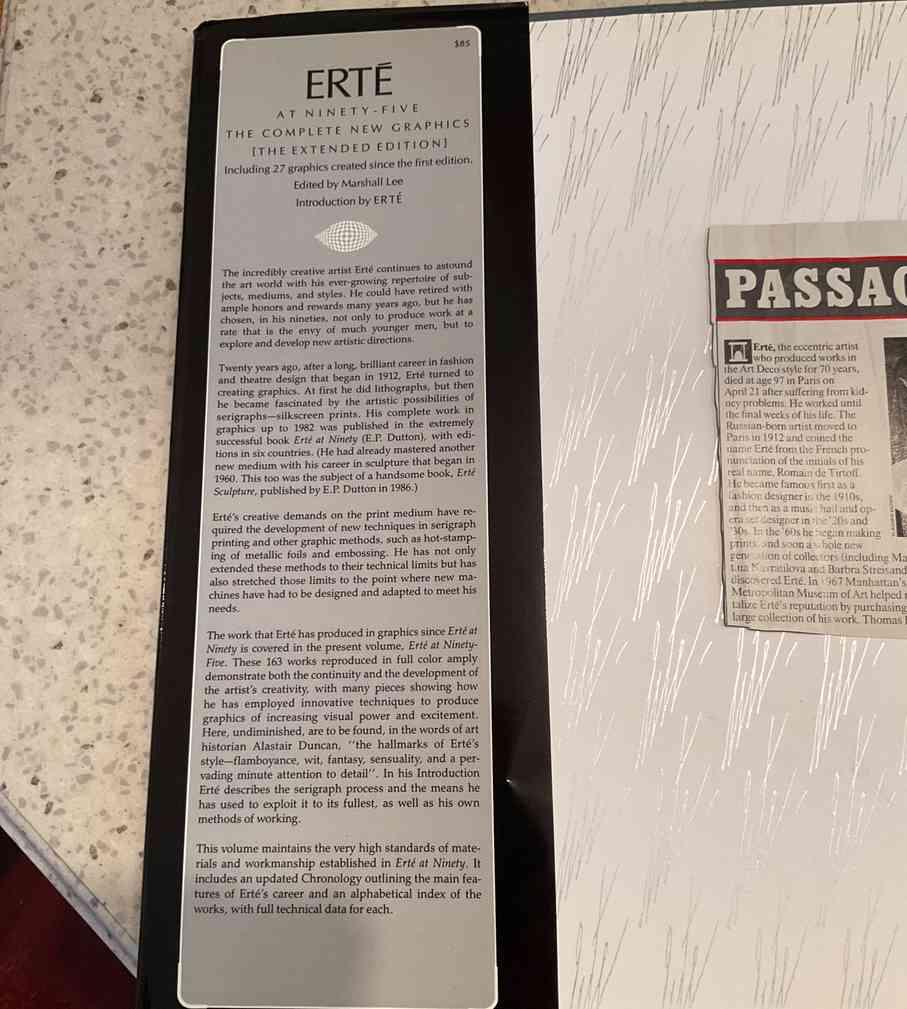 $85
ERTÉ
AT NINETY-FIVE
THE COMPLETE NEW GRAPHICS
[THE EXTENDED EDITION]
Including 27 graphics created since the first edition.
Edited by Marshall Lee
Introduction by ERTÉ
The incredibly creative artist Erté continues to astound
the art world with his ever-growing repertoire of sub-
jects, mediums, and styles. He could have retired with
ample honors and rewards many years ago, but he has
chosen, in his nineties, not only to produce work at a
rate that is the envy of much younger men, but to
explore and develop new artistic directions.
Twenty years ago, after a long, brilliant career in fashion
and theatre design that began in 1912, Erté turned to
creating graphics. At first he did lithographs, but then
he became fascinated by the artistic possibilities of
serigraphs—silkscreen prints. His complete work in
graphics up to 1982 was published in the extremely
successful book Erté at Ninety (E.P. Dutton), with edi-
tions in six countries. (He had already mastered another
new medium with his career in sculpture that began in
1960. This too was the subject of a handsome book, Erté
Sculpture, published by E.P. Dutton in 1986.)
Erté's creative demands on the print medium have re-
quired the development of new techniques in serigraph
printing and other graphic methods, such as hot-stamp-
ing of metallic foils and embossing. He has not only
extended these methods to their technical limits but has
also stretched those limits to the point where new ma-
chines have had to be designed and adapted to meet his
needs.
The work that Erté has produced in graphics since Erté at
Ninety is covered in the present volume, Erté at Ninety-
Five. These 163 works reproduced in full color amply
demonstrate both the continuity and the development of
the artist's creativity, with many pieces showing how
he has employed innovative techniques to produce
graphics of increasing visual power and excitement.
Here, undiminished, are to be found, in the words of art
historian Alastair Duncan, "the hallmarks of Erté's
style—flamboyance, wit, fantasy, sensuality, and a per-
vading minute attention to detail". In his Introduction
Erté describes the serigraph process and the means he
has used to exploit it to its fullest, as well as his own
methods of working.
This volume maintains the very high standards of mate-
rials and workmanship established in Erté at Ninety. It
includes an updated Chronology outlining the main fea-
tures of Erté's career and an alphabetical index of the
works, with full technical data for each.
PASSAG
Erté, the eccentric artist
who produced works in
the Art Deco style for 70 years,
died at age 97 in Paris on
April 21 after suffering from kid-
ney problems. He worked until
the final weeks of his life. The
Russian-born artist moved to
Paris in 1912 and coined the
name Erté from the French pro-
nunciation of the initials of his
real name, Romain de Tirtoff.
He became famous first as a
fashion designer in the 1910s,
and then as a music hall and op-
era set designer in the '20s and
'30s. In the '60s he began making
prints, and soon a whole new
generation of collectors (including Ma
tina Navratilova and Barbra Streisand
discovered Erté. In 1967 Manhattan's
Metropolitan Museum of Art helped
talize Erté's reputation by purchasing
large collection of his work. Thomas